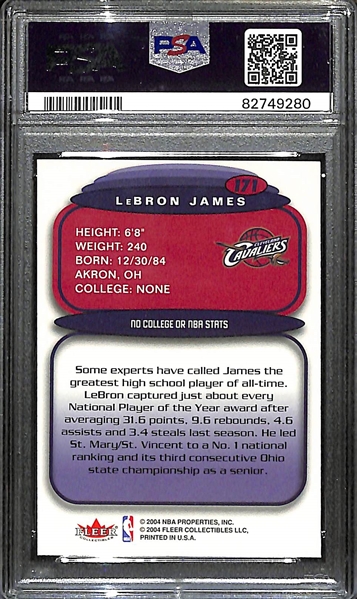 PSA
82749280
171
LEBRON JAMES
HEIGHT: 6'8"
WEIGHT: 240
BORN: 12/30/84
AKRON, OH
COLLEGE: NONE
CLEVELAND
CAVALIERS
NO COLLEGE OR NBA STATS
Some experts have called James the
greatest high school player of all-time.
LeBron captured just about every
National Player of the Year award after
averaging 31.6 points, 9.6 rebounds, 4.6
assists and 3.4 steals last season. He led
St. Mary/St. Vincent to a No. 1 national
ranking and its third consecutive Ohio
state championship as a senior.
FLEER
COLLECTIBLES
© 2004 NBA PROPERTIES, INC.
© 2004 FLEER COLLECTIBLES LLC,
PRINTED IN U.S.A.